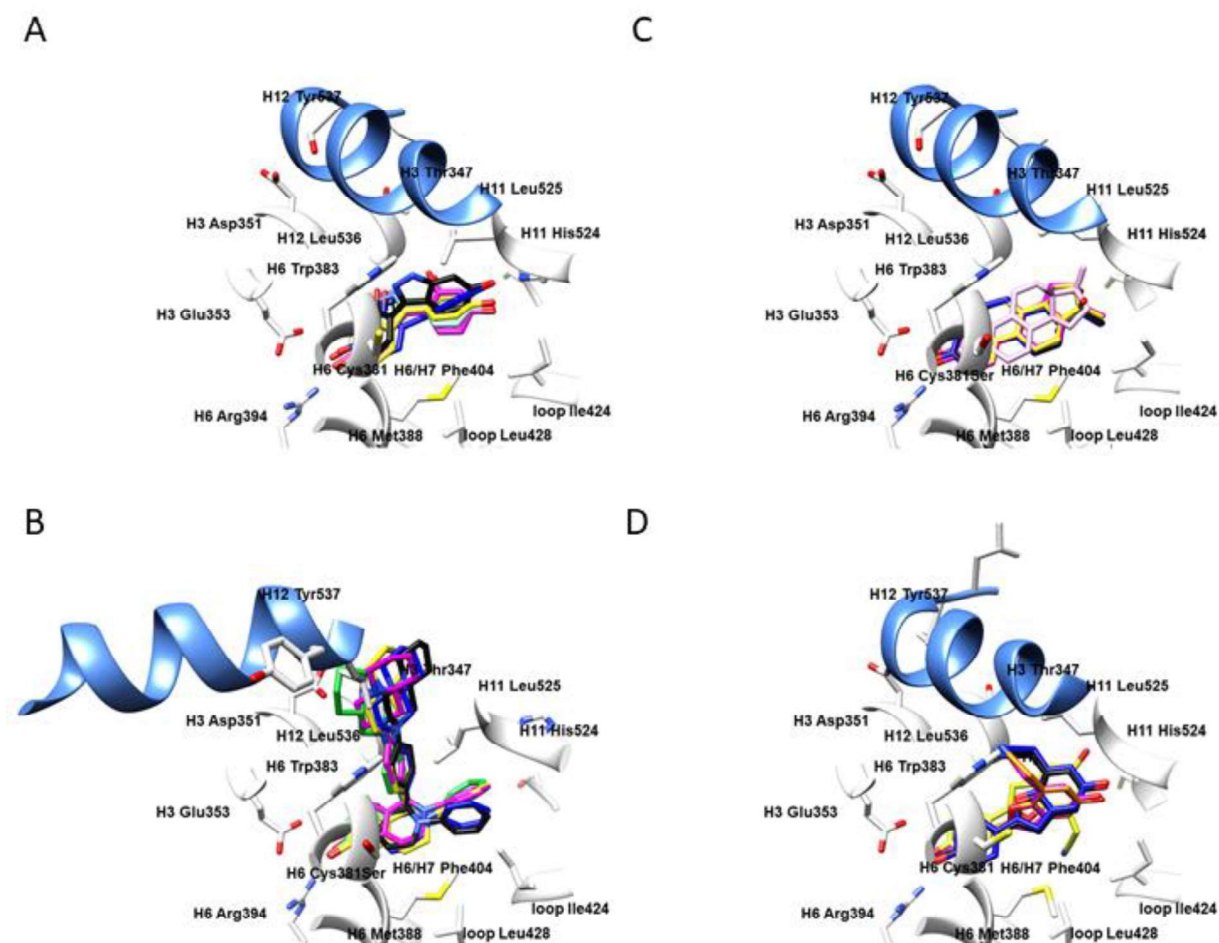 A
H12 Tyr537
H3 Thr347
H11 Leu525
H3 Asp351
H12 Leu536
H11 His524
H6 Trp383
H3 Glu353
H6 Cys381
H6/H7 Phe404
H6 Arg394
loop Ile424
H6 Met388
loop Leu428
C
H12 Tyr537
H3 Thr347
H11 Leu525
H3 Asp351
H12 Leu536
H11 His524
H6 Trp383
H3 Glu353
H6 Cys381Ser
H6/H7 Phe404
H6 Arg394
loop Ile424
H6 Met388
loop Leu428
B
H12 Tyr537
H3 Thr347
H11 Leu525
H3 Asp351
H12 Leu536
H11 His524
H6 Trp383
H3 Glu353
H6 Cys381Ser
H6/H7 Phe404
H6 Arg394
loop Ile424
H6 Met388
loop Leu428
D
H12 Tyr537
H3 Thr347
H11 Leu525
H3 Asp351
H12 Leu536
H11 His524
H6 Trp383
H3 Glu353
H6 Cys381
H6/H7 Phe404
H6 Arg394
loop Ile424
H6 Met388
loop Leu428